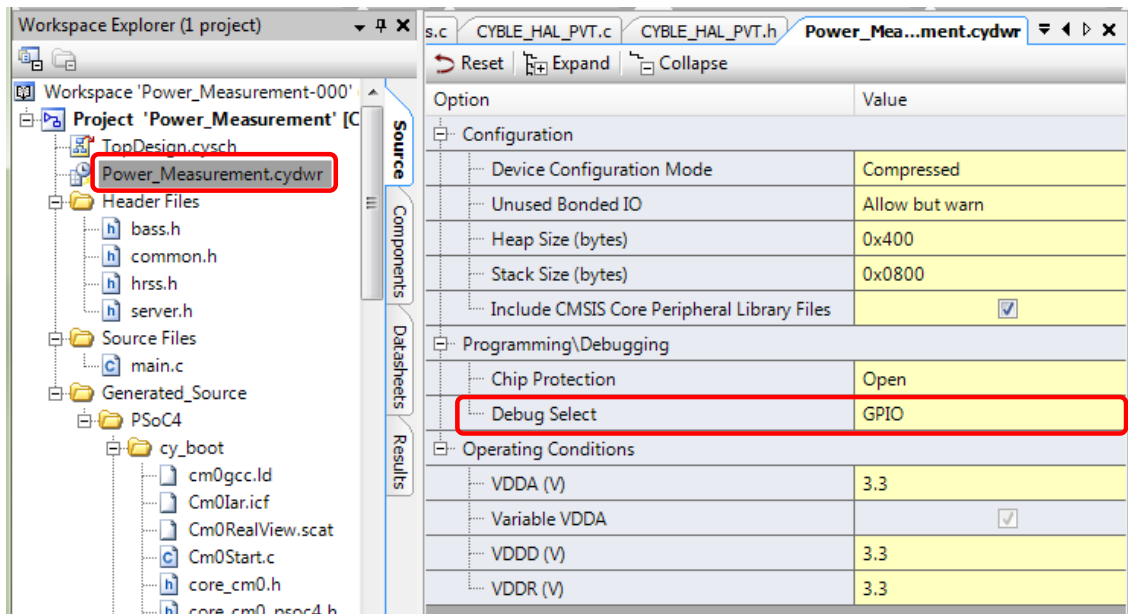 Workspace Explorer (1 project)
Workspace 'Power_Measurement-000'
Project 'Power_Measurement' [C
TopDesign.cysch
Power_Measurement.cydwr
Header Files
bass.h
common.h
hrss.h
server.h
Source Files
main.c
Generated_Source
PSoC4
cy_boot
cm0gcc.ld
Cm0Iar.icf
Cm0RealView.scat
Cm0Start.c
core_cm0.h
core_cm0_psoc4.h
Source
Components
Datasheets
Results
s.c CYBLE_HAL_PVT.c CYBLE_HAL_PVT.h Power_Mea...ment.cydwr
Reset Expand Collapse
Option Value
Configuration
Device Configuration Mode Compressed
Unused Bonded IO Allow but warn
Heap Size (bytes) 0x400
Stack Size (bytes) 0x0800
Include CMSIS Core Peripheral Library Files
Programming\Debugging
Chip Protection Open
Debug Select GPIO
Operating Conditions
VDDA (V) 3.3
Variable VDDA
VDDD (V) 3.3
VDDR (V) 3.3